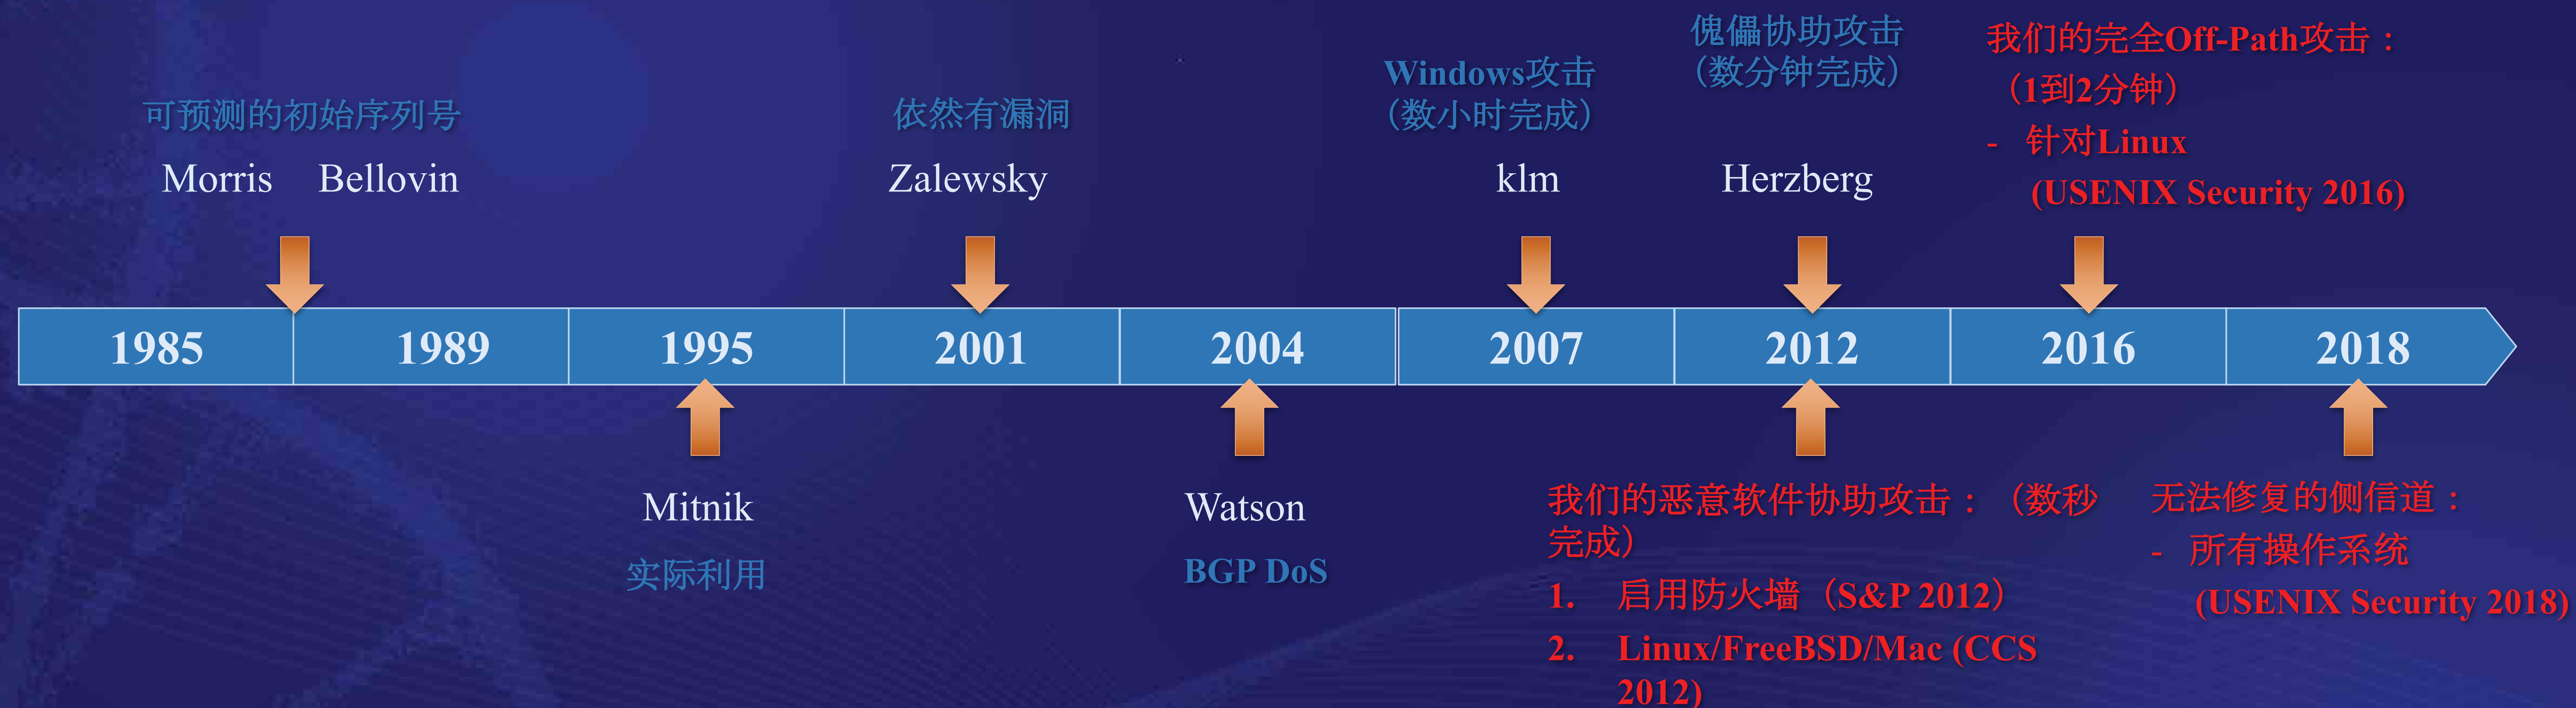 可预测的初始序列号
Morris Bellovin
依然有漏洞
Zalewsky
Windows攻击
（数小时完成）
klm
傀儡协助攻击
（数分钟完成）
Herzberg
我们的完全Off-Path攻击：
（1到2分钟）
- 针对Linux
(USENIX Security 2016)
1985 1989 1995 2001 2004 2007 2012 2016 2018
Mitnik
实际利用
Watson
BGP DoS
我们的恶意软件协助攻击：（数秒
完成）
1. 启用防火墙（S&P 2012）
2. Linux/FreeBSD/Mac (CCS
2012)
无法修复的侧信道：
- 所有操作系统
(USENIX Security 2018)